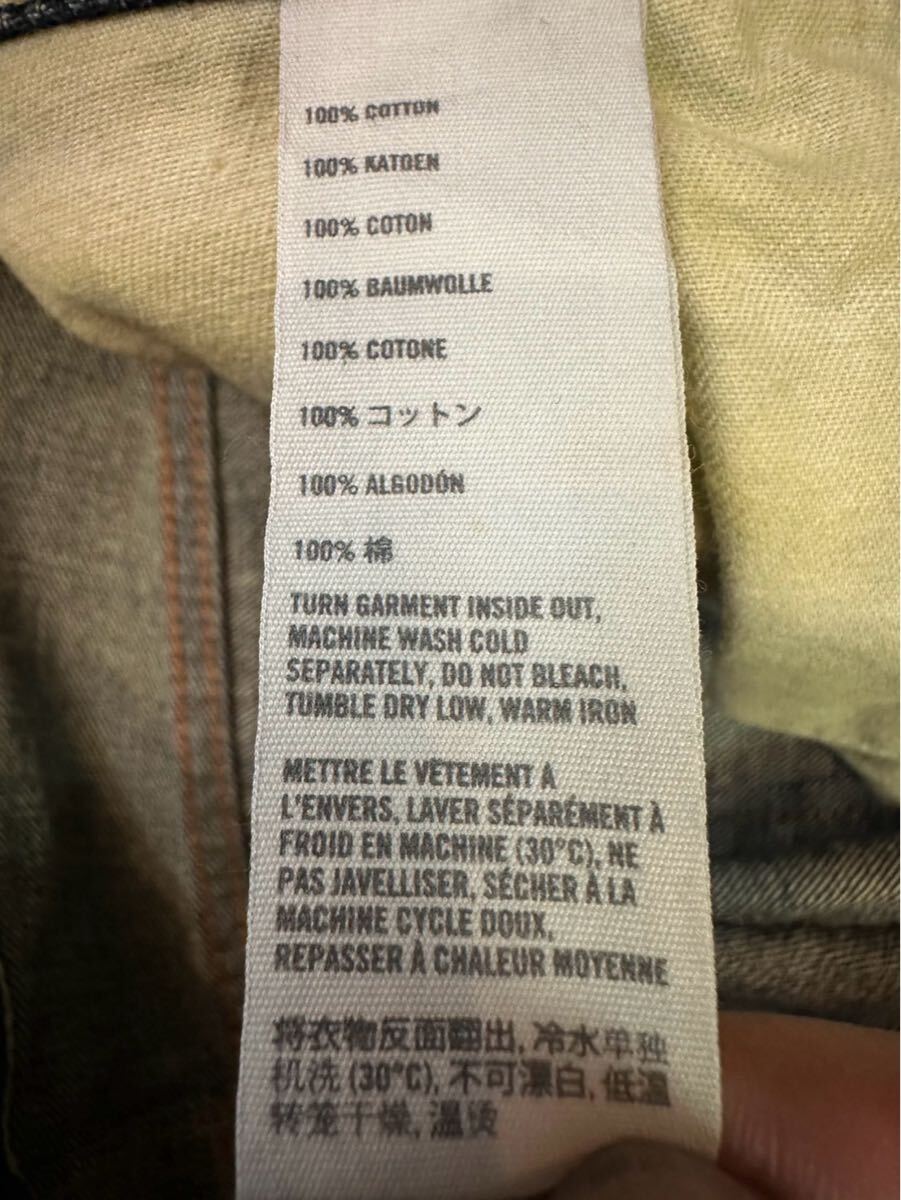 100% COTTON
100% KATOEN
100% COTON
100% BAUMWOLLE
100% COTONE
100% コットン
100% ALGODÓN
100% 棉
TURN GARMENT INSIDE OUT,
MACHINE WASH COLD
SEPARATELY, DO NOT BLEACH,
TUMBLE DRY LOW, WARM IRON
METTRE LE VÊTEMENT À
L'ENVERS, LAVER SÉPARÉMENT À
FROID EN MACHINE (30°C), NE
PAS JAVELLISER, SÉCHER À LA
MACHINE CYCLE DOUX,
REPASSER À CHALEUR MOYENNE
将衣物反面翻出, 冷水单独
机洗 (30°C), 不可漂白, 低温
转笼干燥, 温烫